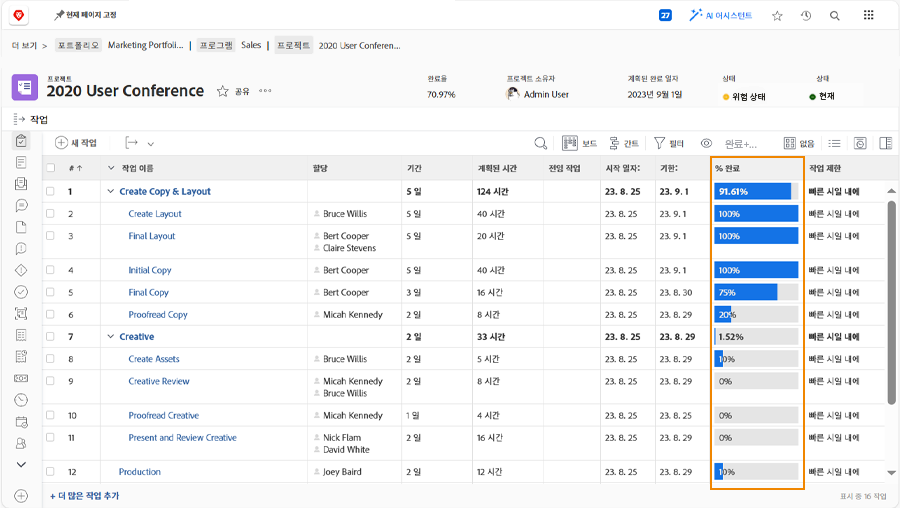 현재 페이지 고정
27 AI 어시스턴트
더 보기 > 포트폴리오 Marketing Portfoli... | 프로그램 Sales | 프로젝트 2020 User Conferen...
프로젝트
2020 User Conference 공유
완료율 프로젝트 소유자 계획된 완료 일자 상태 상태
70.97% Admin User 2023년 9월 1일 위험 상태 현재
작업
새 작업 보드 간트 필터 완료+... 없음
# 작업 이름 할당 기간 계획된 시간 전임 작업 시작 일자: 기한: % 완료 작업 제한
1 Create Copy & Layout 5 일 124 시간 23. 8. 25 23. 9. 1 91.61% 빠른 시일 내에
2 Create Layout Bruce Willis 5 일 40 시간 23. 8. 25 23. 9. 1 100% 빠른 시일 내에
3 Final Layout Bert Cooper 5 일 20 시간 23. 8. 25 23. 9. 1 100% 빠른 시일 내에
Claire Stevens
4 Initial Copy Bert Cooper 5 일 40 시간 23. 8. 25 23. 9. 1 100% 빠른 시일 내에
5 Final Copy Bert Cooper 3 일 16 시간 23. 8. 25 23. 8. 30 75% 빠른 시일 내에
6 Proofread Copy Micah Kennedy 2 일 8 시간 23. 8. 25 23. 8. 29 20% 빠른 시일 내에
7 Creative 2 일 33 시간 23. 8. 25 23. 8. 29 1.52% 빠른 시일 내에
8 Create Assets Bruce Willis 2 일 5 시간 23. 8. 25 23. 8. 29 10% 빠른 시일 내에
9 Creative Review Micah Kennedy 2 일 8 시간 23. 8. 25 23. 8. 29 0% 빠른 시일 내에
Bruce Willis
10 Proofread Creative Micah Kennedy 1 일 4 시간 23. 8. 25 23. 8. 25 0% 빠른 시일 내에
11 Present and Review Creative Nick Flam 2 일 16 시간 23. 8. 25 23. 8. 29 0% 빠른 시일 내에
David White
12 Production Joey Baird 2 일 12 시간 23. 8. 25 23. 8. 29 10% 빠른 시일 내에
+ 더 많은 작업 추가 표시 중 16 작업